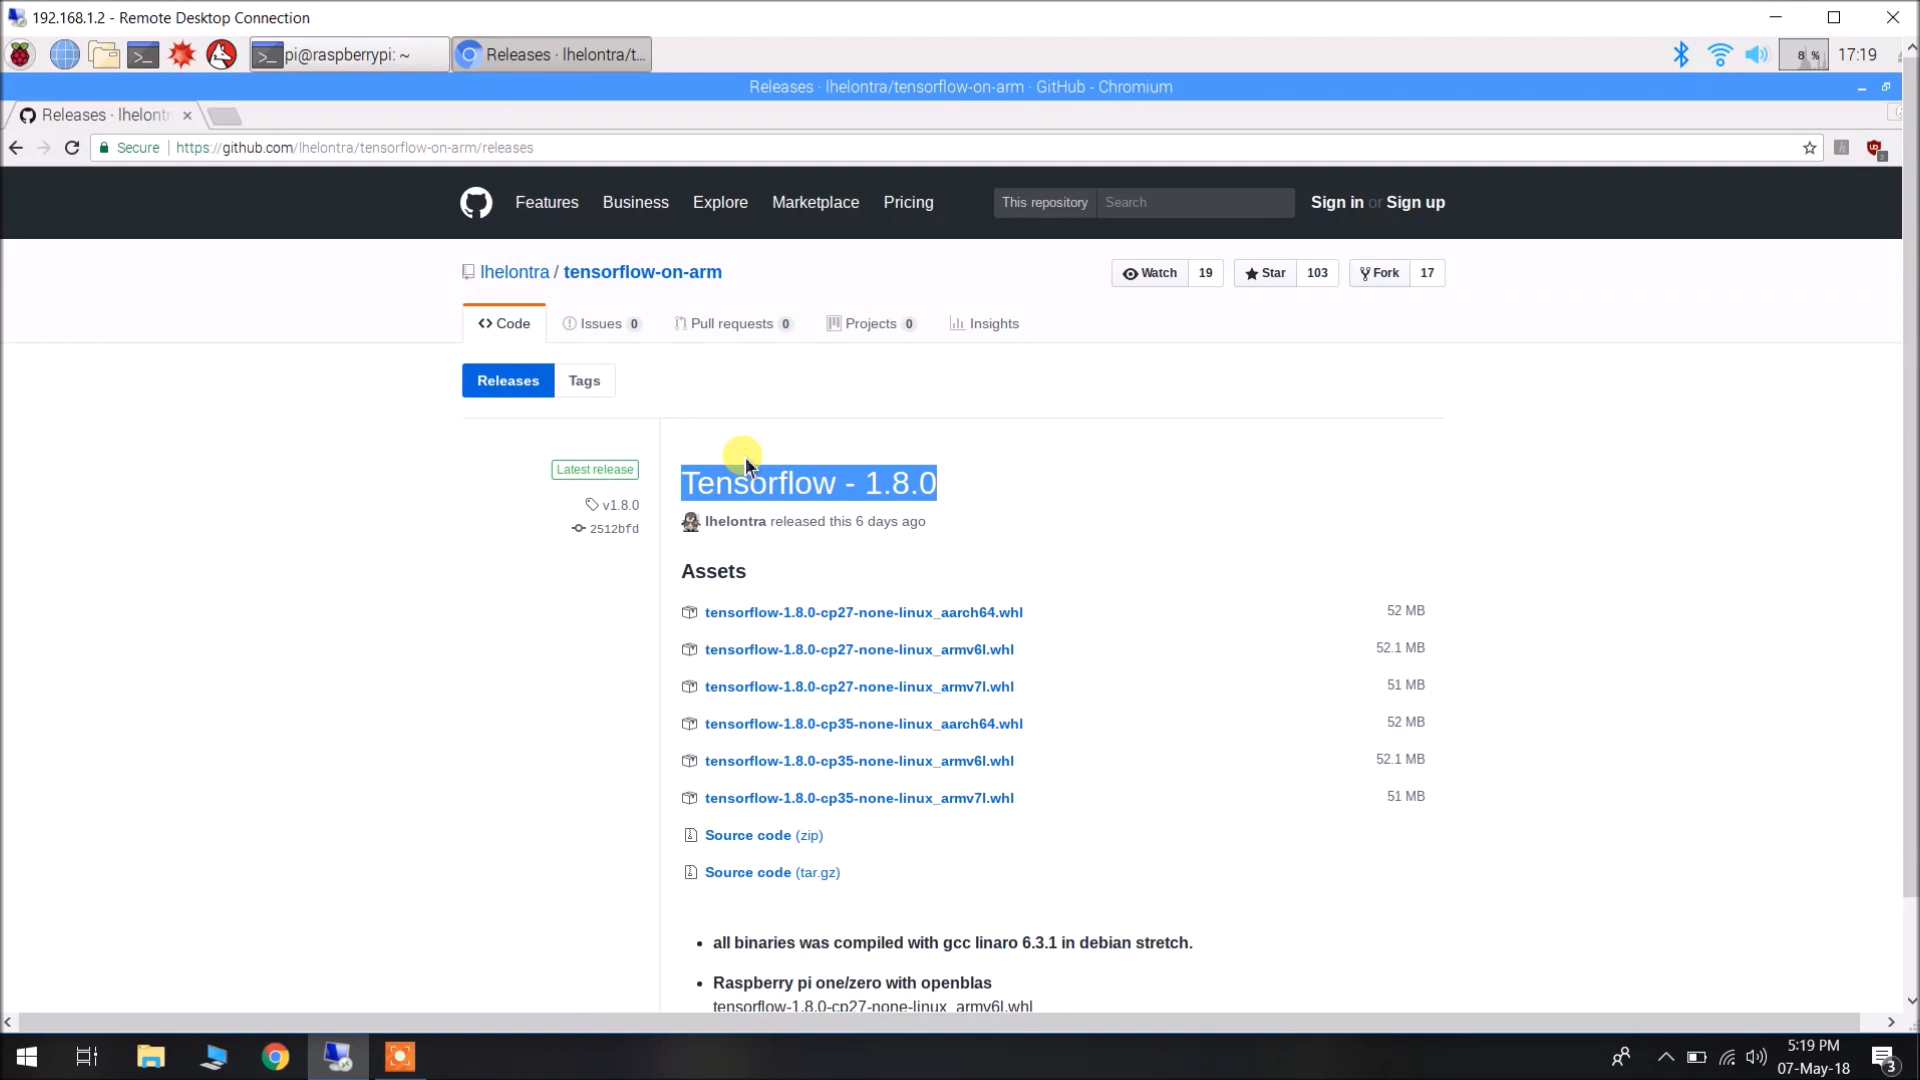 192.168.1.2 - Remote Desktop Connection
pi@raspberrypi: ~
Releases · lhelontra/t...
8 %
17:19
Releases · lhelontra/tensorflow-on-arm · GitHub - Chromium
Releases · lhelontr
Secure
https://github.com/lhelontra/tensorflow-on-arm/releases
Features
Business
Explore
Marketplace
Pricing
This repository
Search
Sign in or Sign up
lhelontra / tensorflow-on-arm
Watch 19
Star 103
Fork 17
Code
Issues 0
Pull requests 0
Projects 0
Insights
Releases
Tags
Latest release
v1.8.0
2512bfd
Tensorflow - 1.8.0
lhelontra released this 6 days ago
Assets
tensorflow-1.8.0-cp27-none-linux_aarch64.whl 52 MB
tensorflow-1.8.0-cp27-none-linux_armv6l.whl 52.1 MB
tensorflow-1.8.0-cp27-none-linux_armv7l.whl 51 MB
tensorflow-1.8.0-cp35-none-linux_aarch64.whl 52 MB
tensorflow-1.8.0-cp35-none-linux_armv6l.whl 52.1 MB
tensorflow-1.8.0-cp35-none-linux_armv7l.whl 51 MB
Source code (zip)
Source code (tar.gz)
• all binaries was compiled with gcc linaro 6.3.1 in debian stretch.
• Raspberry pi one/zero with openblas
tensorflow-1.8.0-cp27-none-linux_armv6l.whl
5:19 PM
07-May-18
3